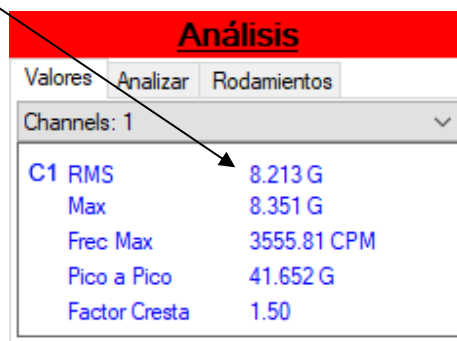 Análisis
Valores Analizar Rodamientos
Channels: 1
C1 RMS 8.213 G
Max 8.351 G
Frec Max 3555.81 CPM
Pico a Pico 41.652 G
Factor Cresta 1.50